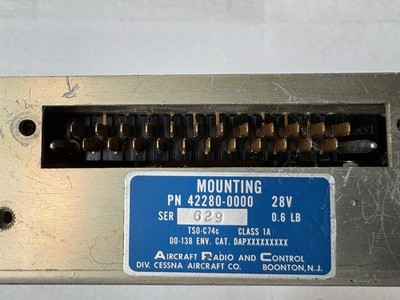 MOUNTING
PN 42280-0000 28V
SER 629 0.6 LB
TSO-C74c CLASS 1A
DO-138 ENV. CAT. DAPXXXXXXXX
AIRCRAFT RADIO AND CONTROL
DIV. CESSNA AIRCRAFT CO. BOONTON, N.J.